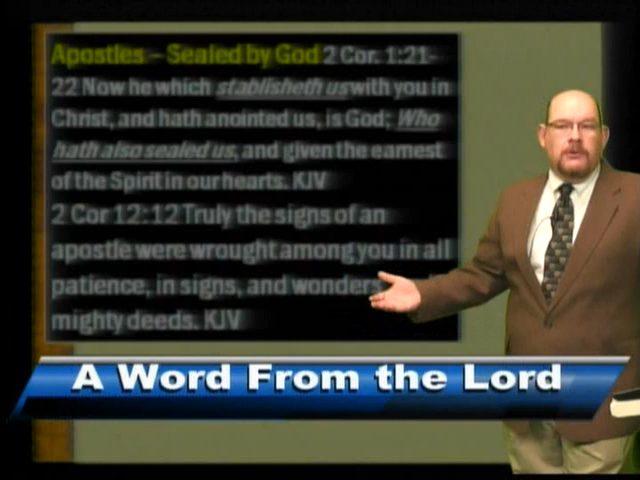 Apostles – Sealed by God 2 Cor. 1:21-
22 Now he which stablisheth us with you in
Christ, and hath anointed us, is God; Who
hath also sealed us, and given the earnest
of the Spirit in our hearts. KJV
2 Cor 12:12 Truly the signs of an
apostle were wrought among you in all
patience, in signs, and wonders
mighty deeds. KJV
A Word From the Lord